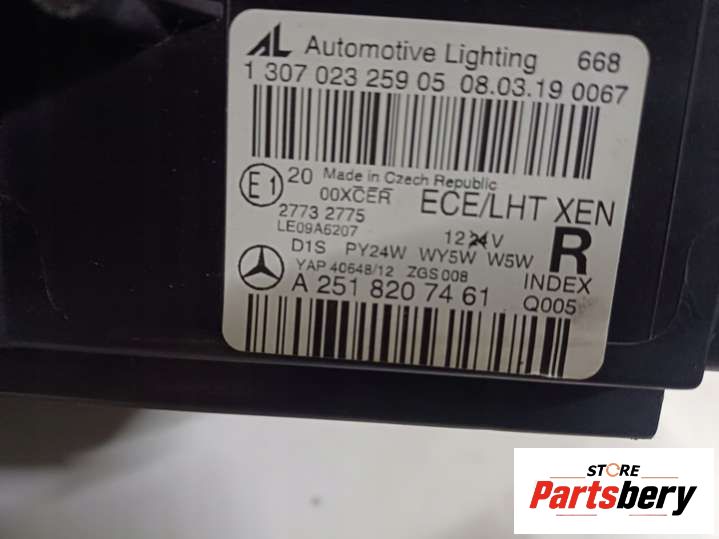 AL Automotive Lighting 668
1 307 023 259 05 08.03.19 0067
E1 20 Made in Czech Republic
00XCER ECE/LHT XEN
2773 2775
LE09A6207 12 24 V R
D1S PY24W WY5W W5W
YAP 40648/12 ZGS 008 INDEX
A 251 820 74 61 Q005
STORE
Partsbery